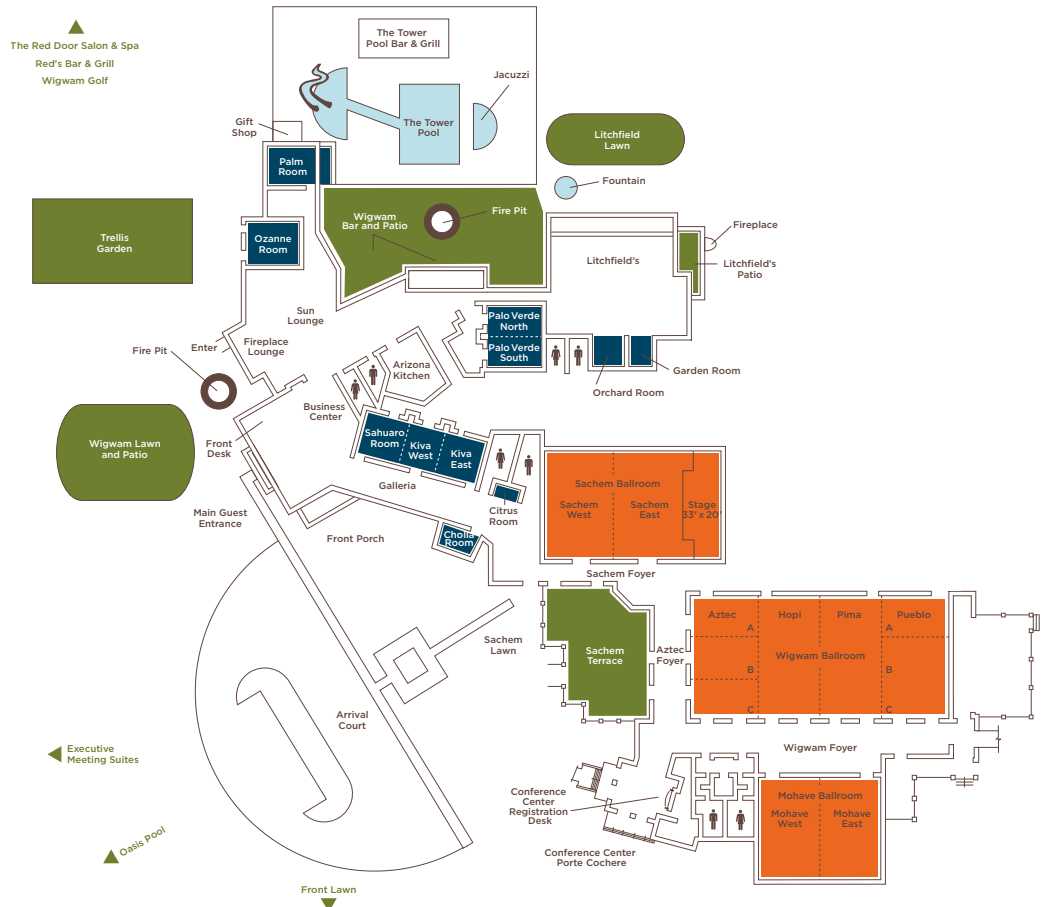 The Red Door Salon & Spa
Red's Bar & Grill
Wigwam Golf
The Tower
Pool Bar & Grill
Jacuzzi
The Tower
Pool
Gift
Shop
Palm
Room
Litchfield
Lawn
Fountain
Trellis
Garden
Ozanne
Room
Wigwam
Bar and Patio
Fire Pit
Fireplace
Litchfield's
Litchfield's
Patio
Sun
Lounge
Enter
Fireplace
Lounge
Fire Pit
Palo Verde
North
Palo Verde
South
Arizona
Kitchen
Garden Room
Orchard Room
Business
Center
Wigwam Lawn
and Patio
Front
Desk
Sahuaro
Room
Kiva
West
Kiva
East
Galleria
Citrus
Room
Main Guest
Entrance
Front Porch
Cholla
Room
Sachem Ballroom
Sachem
West
Sachem
East
Stage
33' x 20'
Sachem Foyer
Sachem
Lawn
Sachem
Terrace
Aztec
Foyer
Aztec
Hopi
Pima
Pueblo
A
A
Wigwam Ballroom
B
B
C
C
Arrival
Court
Wigwam Foyer
Executive
Meeting Suites
Conference
Center
Registration
Desk
Mohave Ballroom
Mohave
West
Mohave
East
Conference Center
Porte Cochere
Oasis Pool
Front Lawn